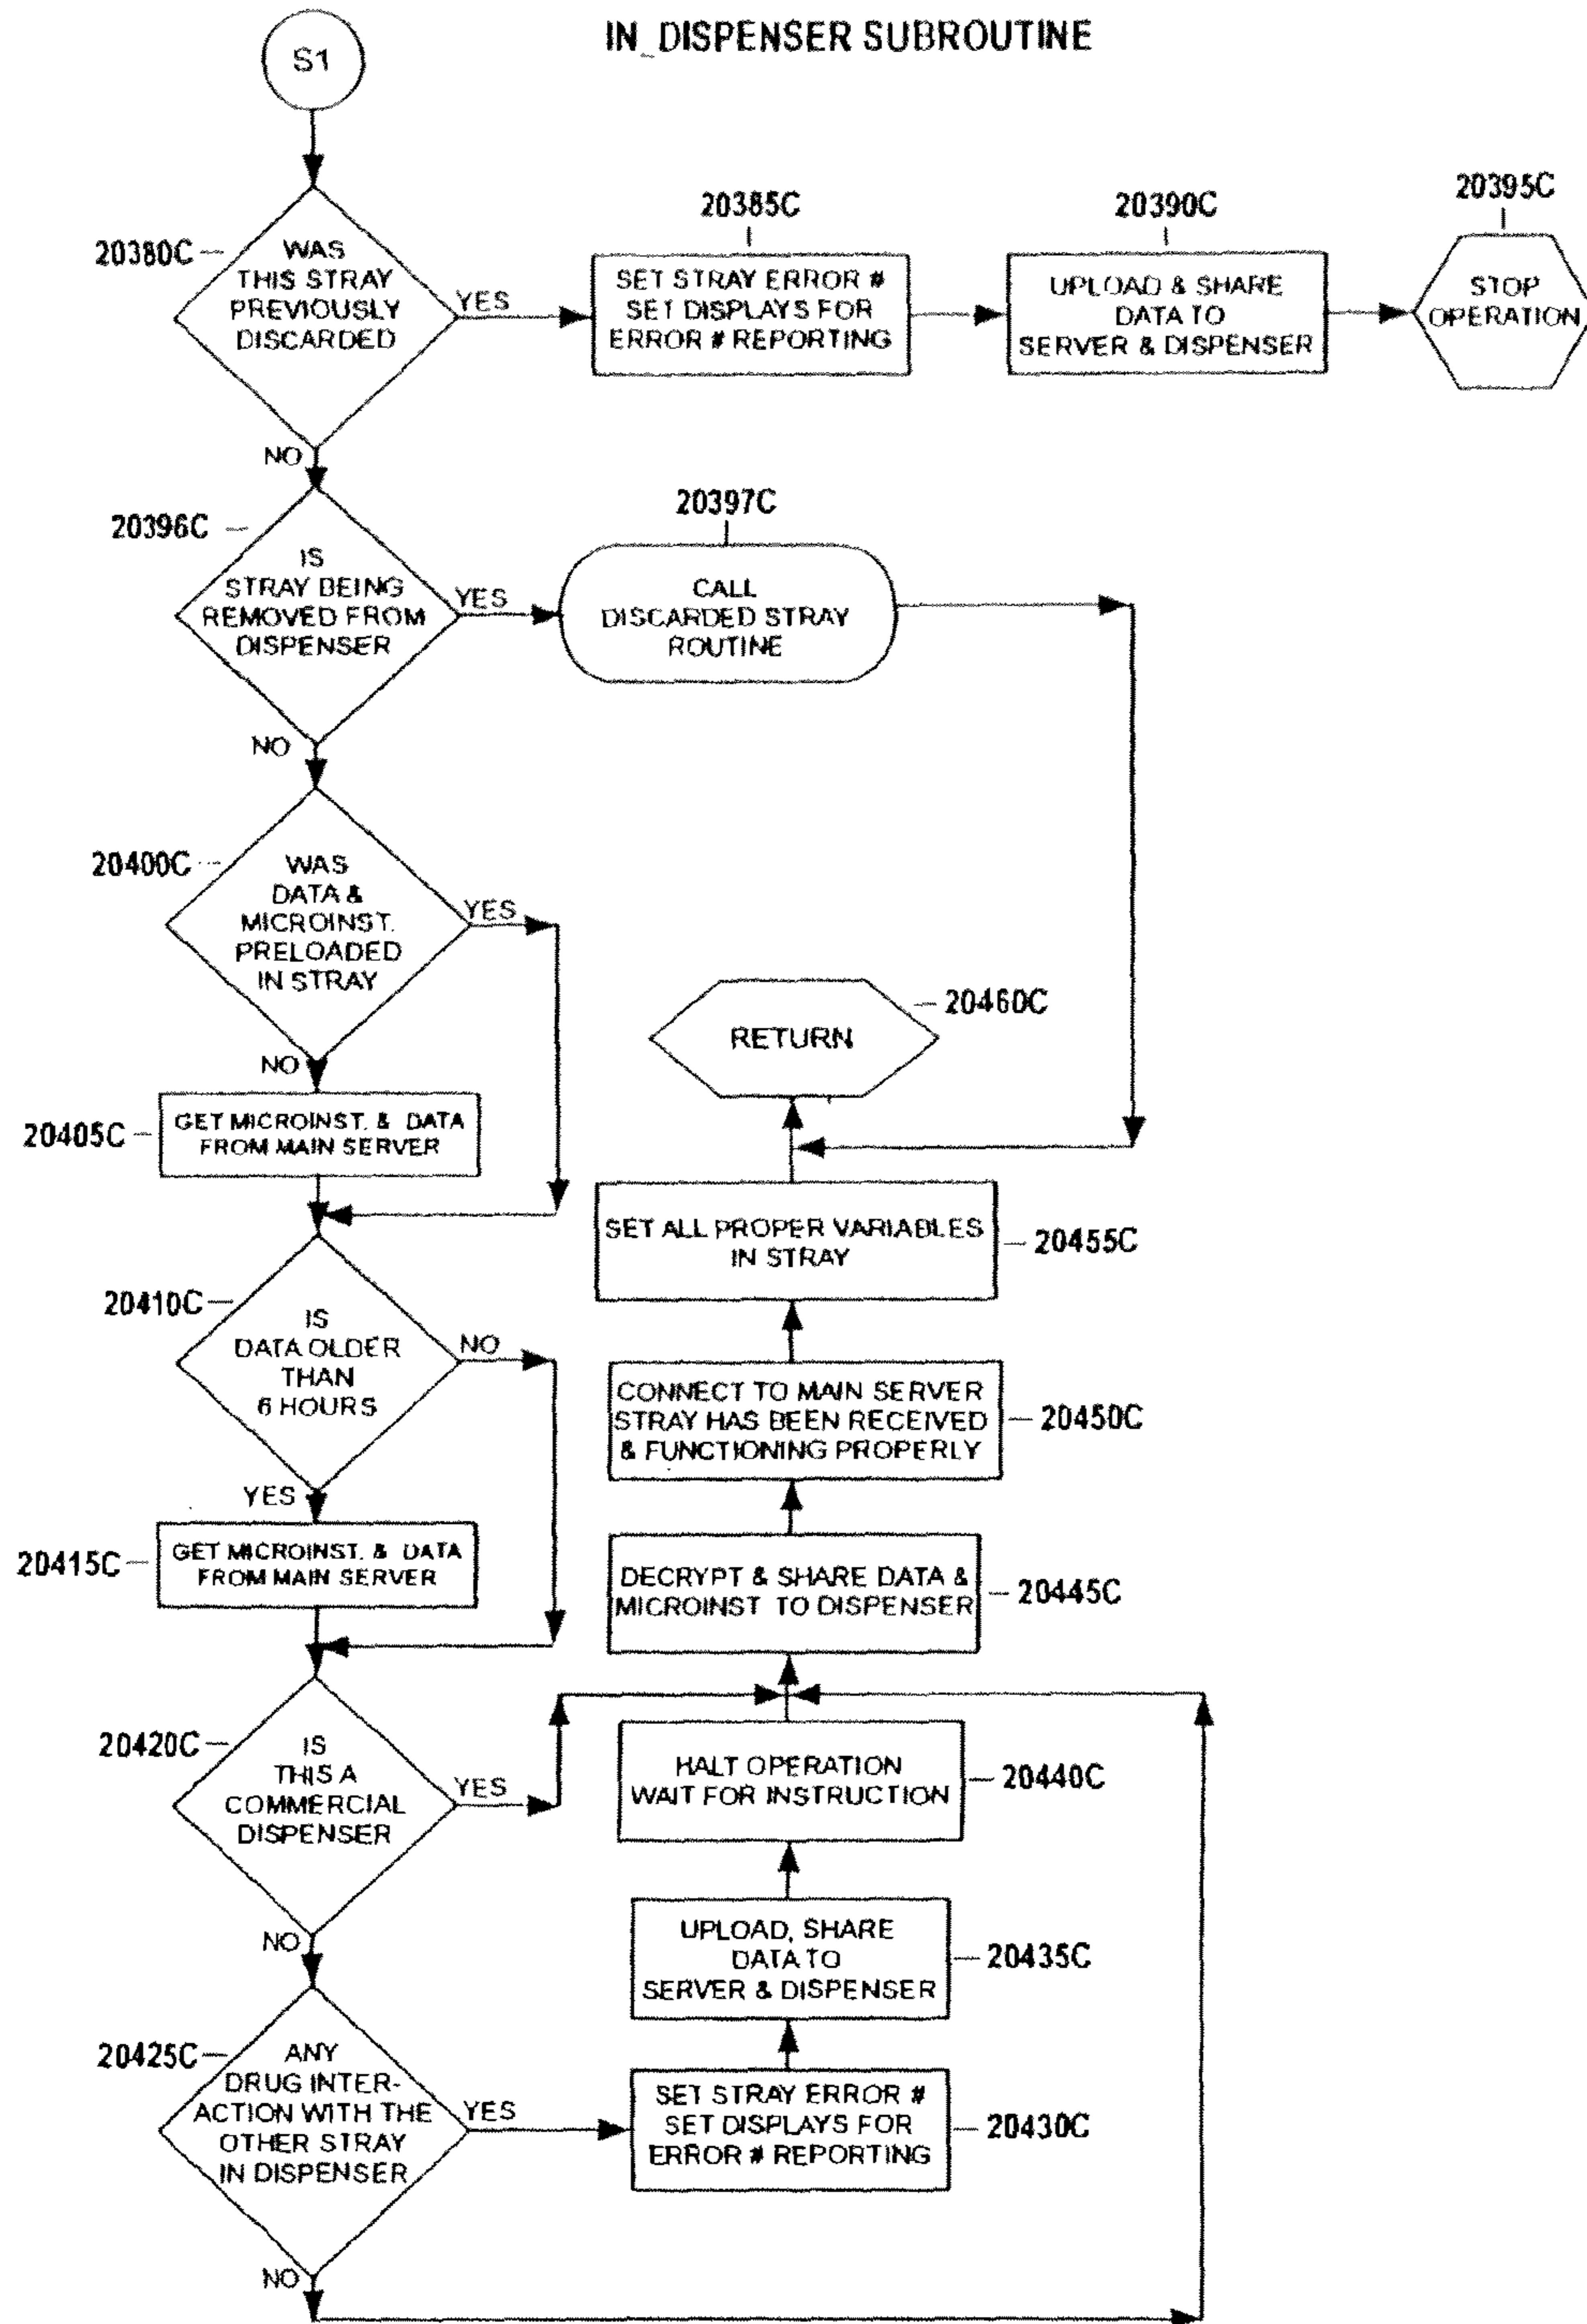 IN_DISPENSER SUBROUTINE
S1
20380C
WAS
THIS STRAY
PREVIOUSLY
DISCARDED
YES
NO
20385C
SET STRAY ERROR #
SET DISPLAYS FOR
ERROR # REPORTING
20390C
UPLOAD & SHARE
DATA TO
SERVER & DISPENSER
20395C
STOP
OPERATION
20396C
IS
STRAY BEING
REMOVED FROM
DISPENSER
YES
NO
20397C
CALL
DISCARDED STRAY
ROUTINE
20400C
WAS
DATA &
MICROINST.
PRELOADED
IN STRAY
YES
NO
20405C
GET MICROINST. & DATA
FROM MAIN SERVER
20410C
IS
DATA OLDER
THAN
6 HOURS
NO
YES
20415C
GET MICROINST. & DATA
FROM MAIN SERVER
20420C
IS
THIS A
COMMERCIAL
DISPENSER
YES
NO
20425C
ANY
DRUG INTER-
ACTION WITH THE
OTHER STRAY
IN DISPENSER
YES
NO
RETURN
20460C
SET ALL PROPER VARIABLES
IN STRAY
20455C
CONNECT TO MAIN SERVER
STRAY HAS BEEN RECEIVED
& FUNCTIONING PROPERLY
20450C
DECRYPT & SHARE DATA &
MICROINST TO DISPENSER
20445C
HALT OPERATION
WAIT FOR INSTRUCTION
20440C
UPLOAD, SHARE
DATA TO
SERVER & DISPENSER
20435C
SET STRAY ERROR #
SET DISPLAYS FOR
ERROR # REPORTING
20430C